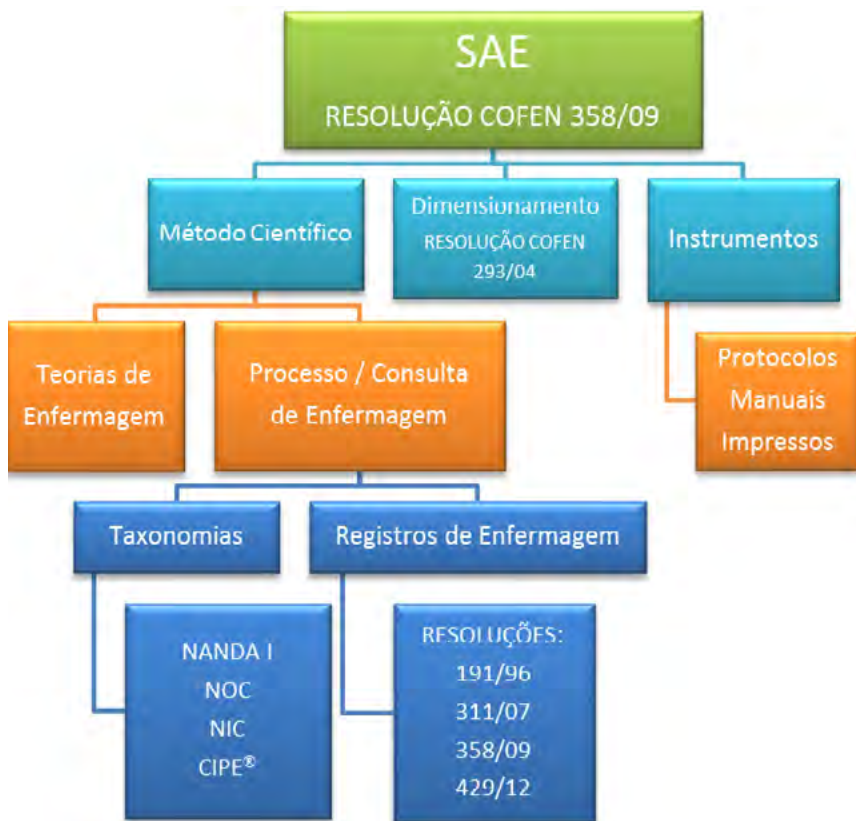 SAE
RESOLUÇÃO COFEN 358/09
Método Científico
Dimensionamento
RESOLUÇÃO COFEN
293/04
Instrumentos
Teorias de
Enfermagem
Processo / Consulta
de Enfermagem
Protocolos
Manuais
Impressos
Taxonomias
Registros de Enfermagem
NANDA I
NOC
NIC
CIPE®
RESOLUÇÕES:
191/96
311/07
358/09
429/12